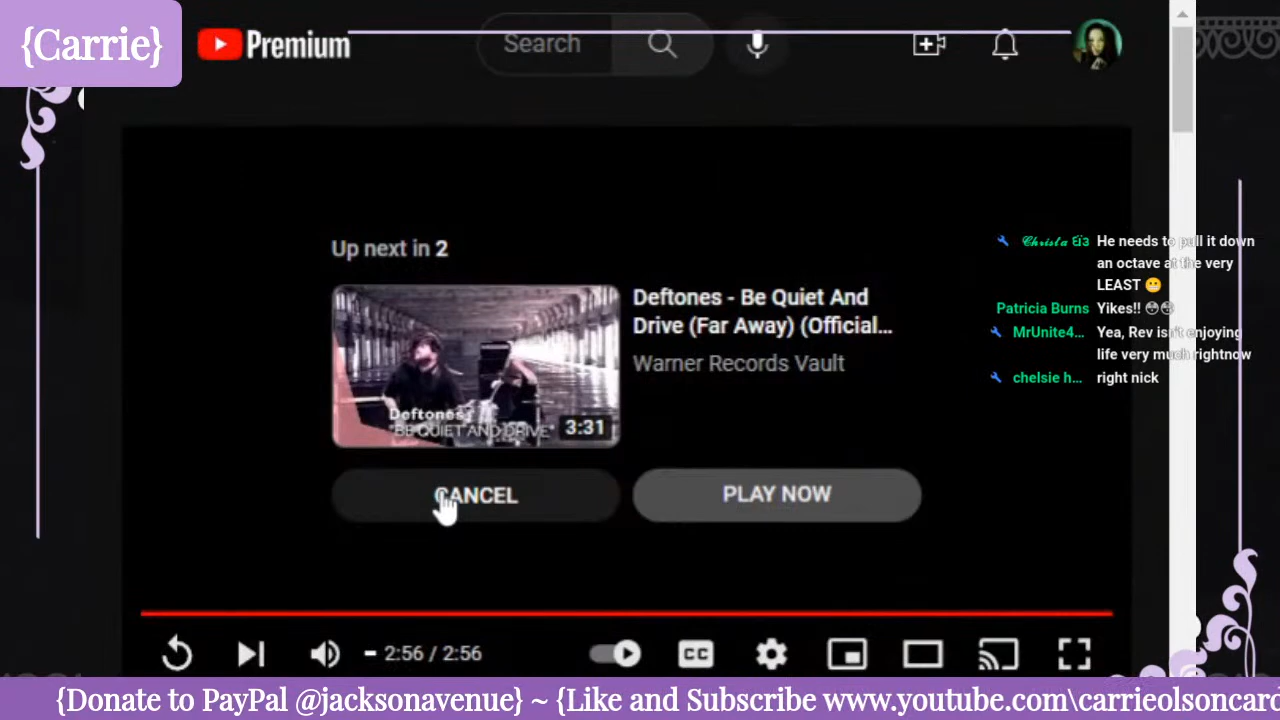 {Carrie}
Premium
Search
Up next in 2
Deftones - Be Quiet And
Drive (Far Away) (Official...
Warner Records Vault
Deftones
"BE QUIET AND DRIVE"
3:31
CANCEL
PLAY NOW
𝓒𝓱𝓻𝓲𝓼𝓽𝓪 Ƹ̵̡Ӝ̵̨̄Ʒ He needs to pull it down
an octave at the very
LEAST 😬
Patricia Burns Yikes!! 😳😳
MrUnite4... Yea, Rev isn't enjoying
life very much rightnow
chelsie h... right nick
2:56 / 2:56
CC
{Donate to PayPal @jacksonavenue} ~ {Like and Subscribe www.youtube.com\carrieolsoncard